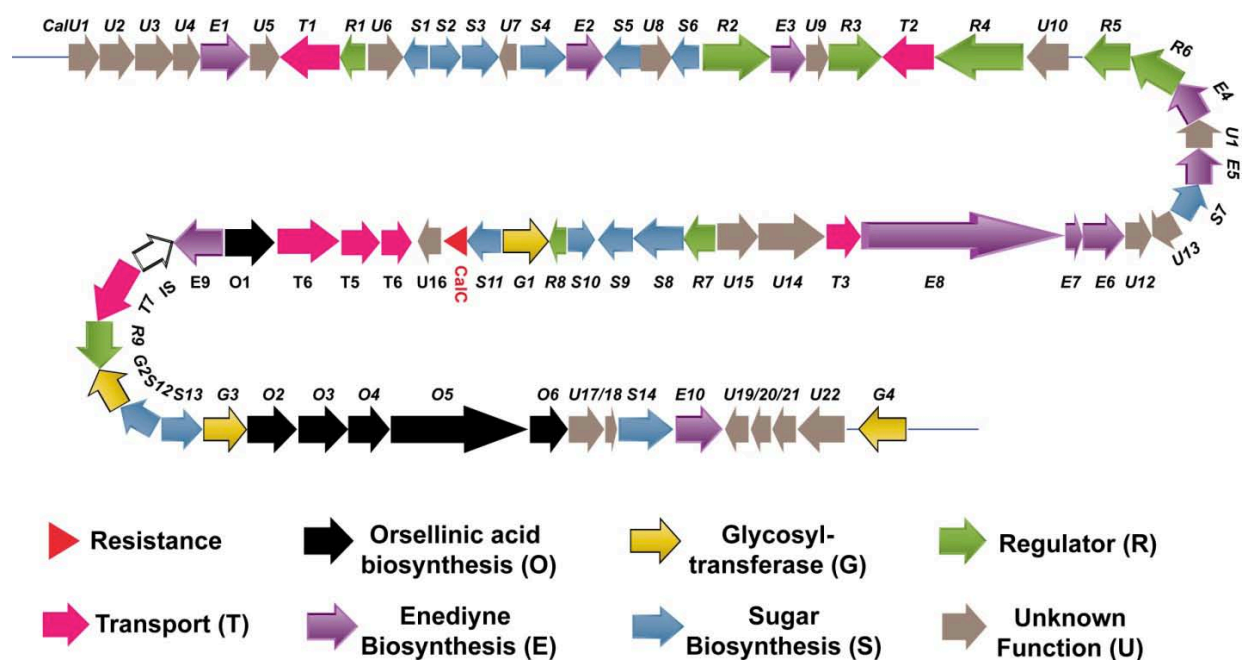 CalU1 U2 U3 U4 E1 U5 T1 R1 U6 S1 S2 S3 U7 S4 E2 S5 U8 S6 R2 E3 U9 R3 T2 R4 U10 R5
R6
E4
U1
E5
S7
U13
E9 O1 T6 T5 T6 U16 CalC S11 G1 R8 S10 S9 S8 R7 U15 U14 T3 E8 E7 E6 U12
IS
T7
R9
G2
S12
S13 G3 O2 O3 O4 O5 O6 U17/18 S14 E10 U19/20/21 U22 G4
Resistance
Orsellinic acid
biosynthesis (O)
Glycosyl-
transferase (G)
Regulator (R)
Transport (T)
Enediyne
Biosynthesis (E)
Sugar
Biosynthesis (S)
Unknown
Function (U)